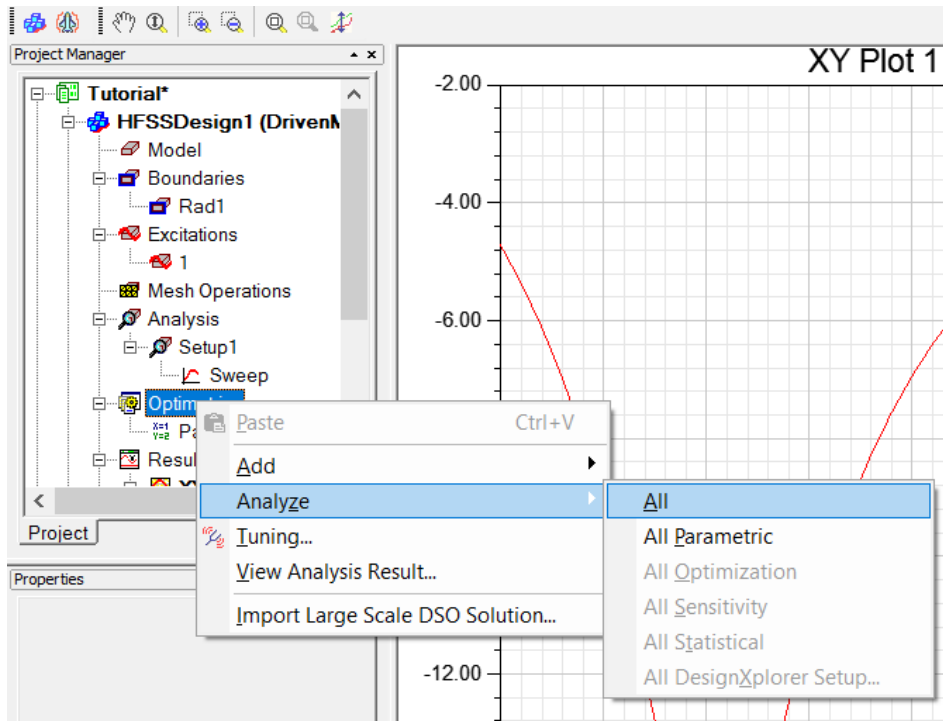 Project Manager
XY Plot 1
Tutorial*
HFSSDesign1 (DrivenM
Model
Boundaries
Rad1
Excitations
1
Mesh Operations
Analysis
Setup1
Sweep
Optim
Pa
Resul
XY
Project
Properties
Paste Ctrl+V
Add
Analyze
Tuning...
View Analysis Result...
Import Large Scale DSO Solution...
All
All Parametric
All Optimization
All Sensitivity
All Statistical
All DesignXplorer Setup...
-2.00
-4.00
-6.00
-12.00